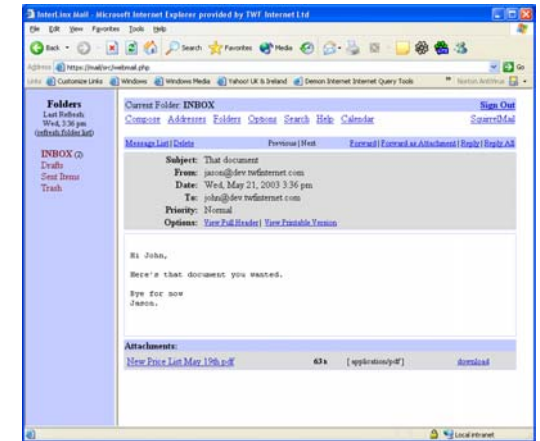 InterLinx Mail - Microsoft Internet Explorer provided by TWF Internet Ltd
File Edit View Favorites Tools Help
Back Search Favorites Media
Address https://mail/src/webmail.php Go
Links Customize Links Windows Windows Media Yahoo! UK & Ireland Demon Internet Internet Query Tools Norton AntiVirus
Folders
Last Refresh:
Wed, 3:36 pm
(refresh folder list)
INBOX (2)
Drafts
Sent Items
Trash
Current Folder: INBOX Sign Out
Compose Addresses Folders Options Search Help Calendar SquirrelMail
Message List | Delete Previous | Next Forward | Forward as Attachment | Reply | Reply All
Subject: That document
From: jason@dev.twfinternet.com
Date: Wed, May 21, 2003 3:36 pm
To: john@dev.twfinternet.com
Priority: Normal
Options: View Full Header | View Printable Version
Hi John,
Here's that document you wanted.
Bye for now
Jason.
Attachments:
New Price List May 19th.pdf 63 k [ application/pdf ] download
Local intranet